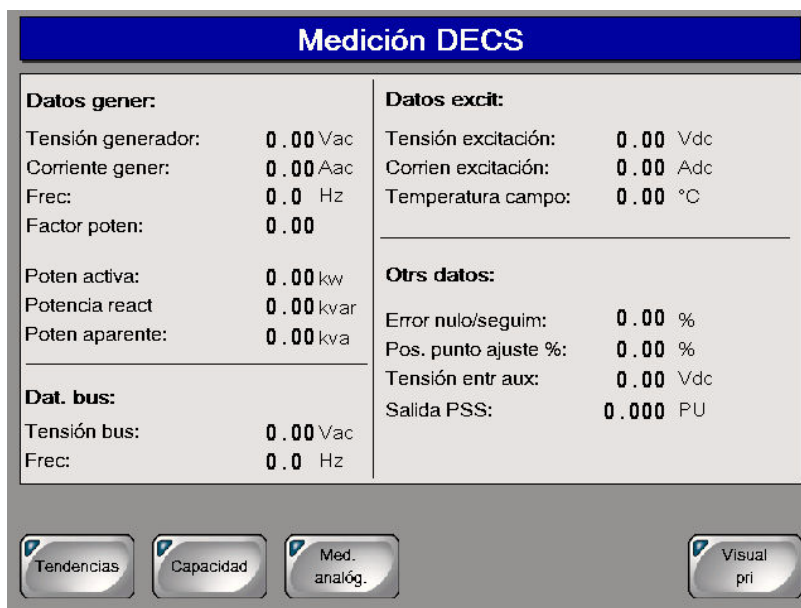 Medición DECS
Datos gener:
Tensión generador: 0.00 Vac
Corriente gener: 0.00 Aac
Frec: 0.0 Hz
Factor poten: 0.00
Poten activa: 0.00 kw
Potencia react 0.00 kvar
Poten aparente: 0.00 kva
Dat. bus:
Tensión bus: 0.00 Vac
Frec: 0.0 Hz
Datos excit:
Tensión excitación: 0.00 Vdc
Corrien excitación: 0.00 Adc
Temperatura campo: 0.00 °C
Otrs datos:
Error nulo/seguim: 0.00 %
Pos. punto ajuste %: 0.00 %
Tensión entr aux: 0.00 Vdc
Salida PSS: 0.000 PU
Tendencias
Capacidad
Med.
analóg.
Visual
pri